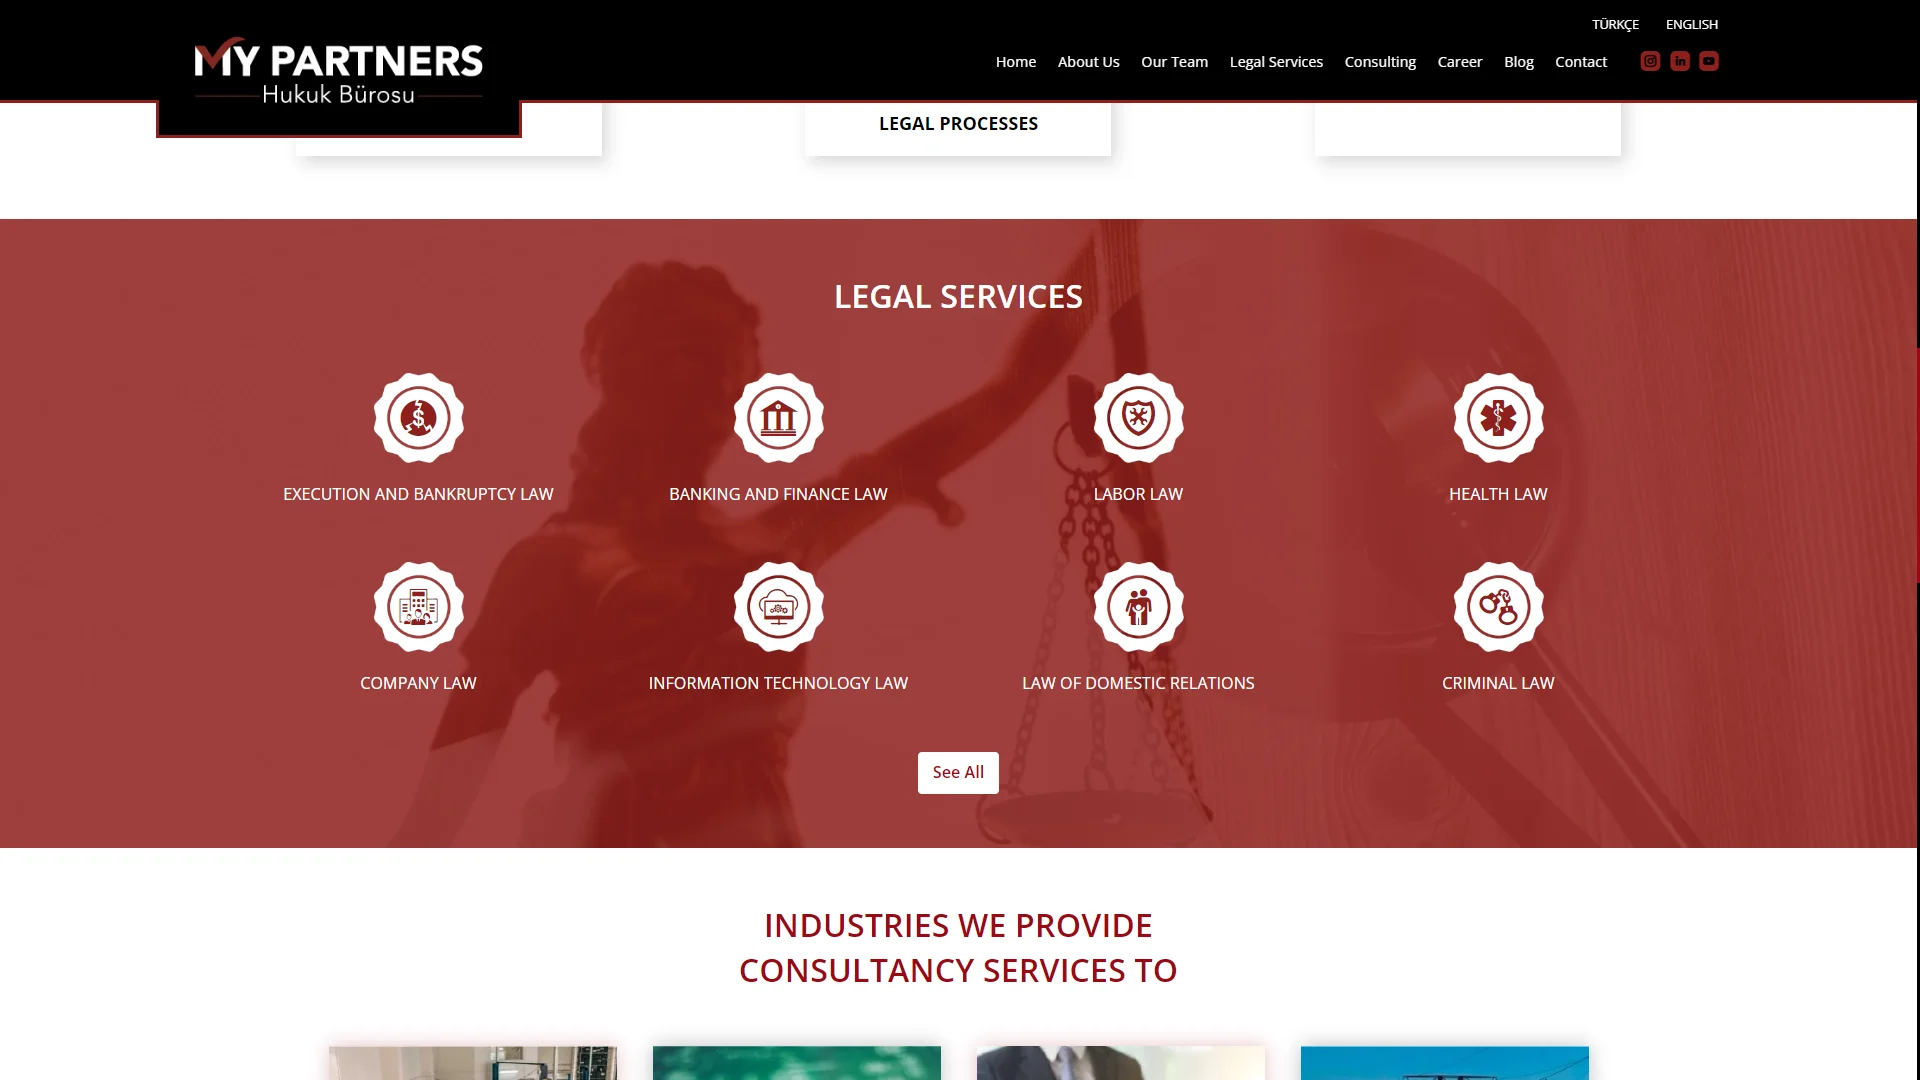 TÜRKÇE ENGLISH
MY PARTNERS
Hukuk Bürosu
Home About Us Our Team Legal Services Consulting Career Blog Contact
LEGAL PROCESSES
LEGAL SERVICES
EXECUTION AND BANKRUPTCY LAW BANKING AND FINANCE LAW LABOR LAW HEALTH LAW
COMPANY LAW INFORMATION TECHNOLOGY LAW LAW OF DOMESTIC RELATIONS CRIMINAL LAW
See All
INDUSTRIES WE PROVIDE
CONSULTANCY SERVICES TO